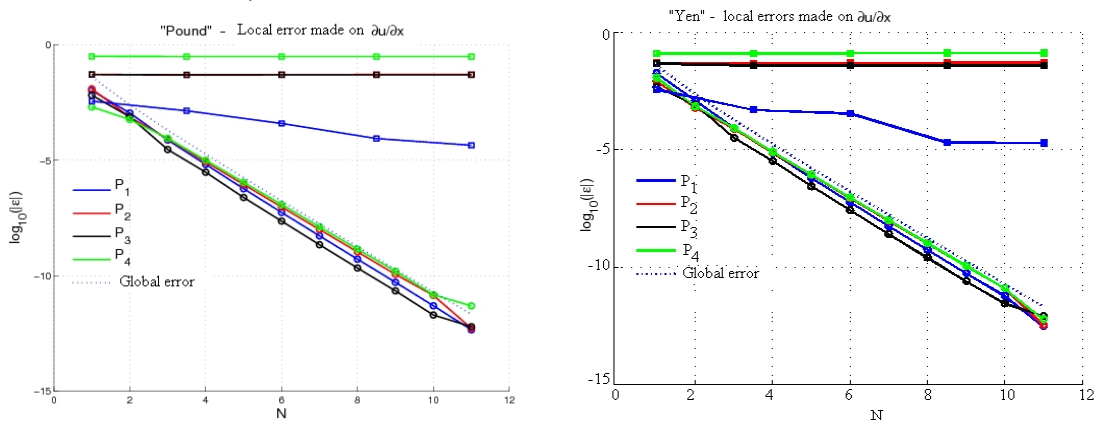 "Pound" - Local error made on ∂u/∂x
0
−5
−10
−15
log10(|ε|)
P1
P2
P3
P4
Global error
0 2 4 6 8 10 12
N
"Yen" - local errors made on ∂u/∂x
0
-5
-10
-15
log10(|ε|)
P1
P2
P3
P4
Global error
0 2 4 6 8 10 12
N